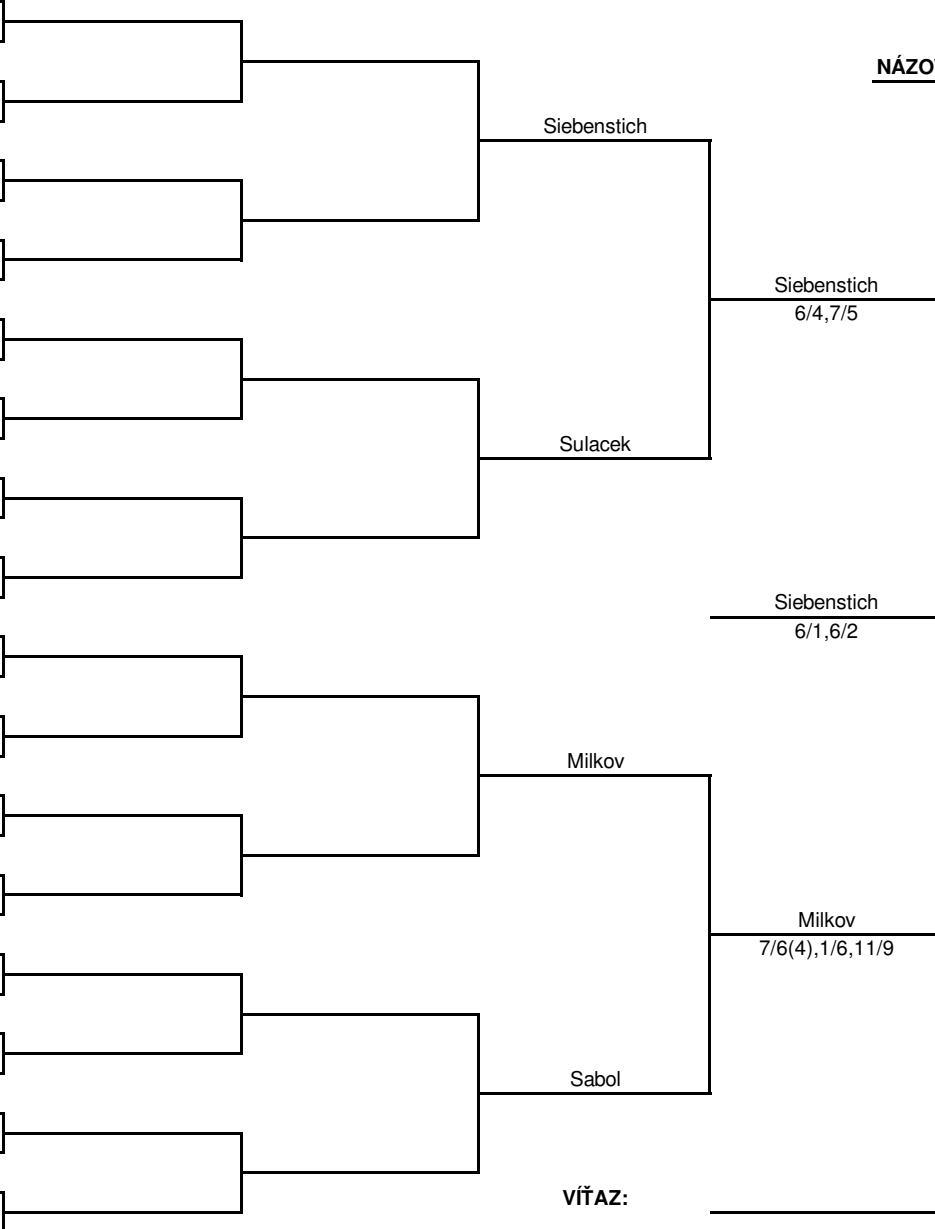 NÁZO
Siebenstich
Siebenstich
6/4,7/5
Sulacek
Siebenstich
6/1,6/2
Milkov
Milkov
7/6(4),1/6,11/9
Sabol
VÍŤAZ: